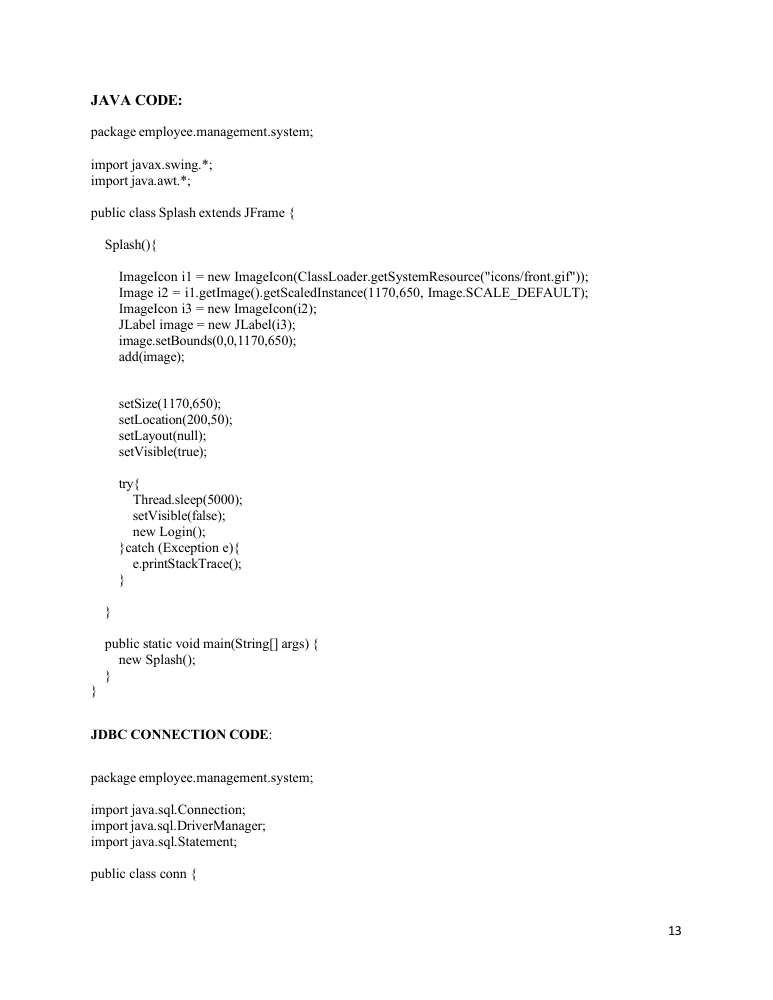 JAVA CODE:
package employee.management.system;
import javax.swing.*;
import java.awt.*;
public class Splash extends JFrame {
Splash(){
ImageIcon i1 = new ImageIcon(ClassLoader.getSystemResource("icons/front.gif"));
Image i2 = i1.getImage().getScaledInstance(1170,650, Image.SCALE_DEFAULT);
ImageIcon i3 = new ImageIcon(i2);
JLabel image = new JLabel(i3);
image.setBounds(0,0,1170,650);
add(image);
setSize(1170,650);
setLocation(200,50);
setLayout(null);
setVisible(true);
try{
Thread.sleep(5000);
setVisible(false);
new Login();
}catch (Exception e){
e.printStackTrace();
}
}
public static void main(String[] args) {
new Splash();
}
}
JDBC CONNECTION CODE:
package employee.management.system;
import java.sql.Connection;
import java.sql.DriverManager;
import java.sql.Statement;
public class conn {
13